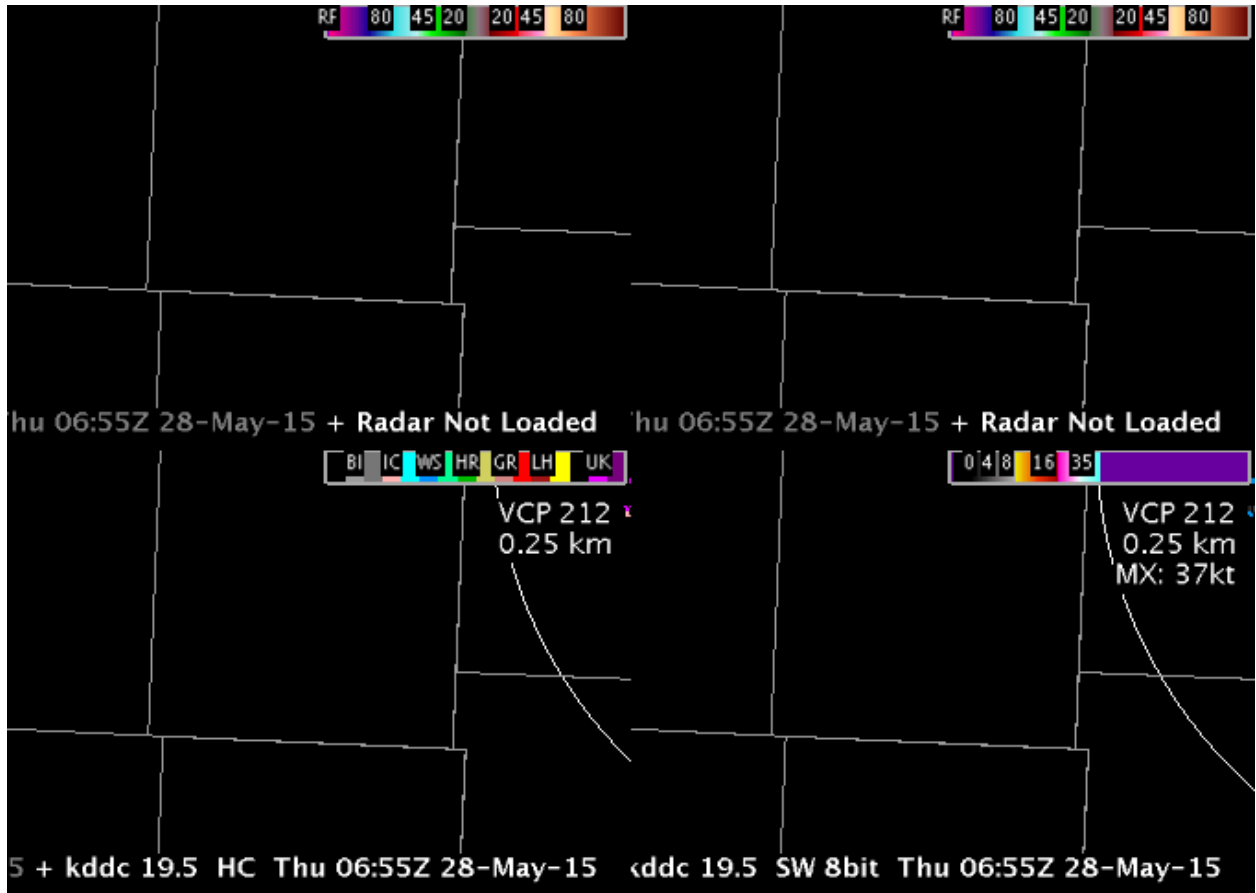 RF 80 45 20 20 45 80
RF 80 45 20 20 45 80
hu 06:55Z 28-May-15 + Radar Not Loaded
hu 06:55Z 28-May-15 + Radar Not Loaded
BI IC WS HR GR LH UK
0 4 8 16 35
VCP 212
0.25 km
VCP 212
0.25 km
MX: 37kt
5 + kddc 19.5 HC Thu 06:55Z 28-May-15
kddc 19.5 SW 8bit Thu 06:55Z 28-May-15